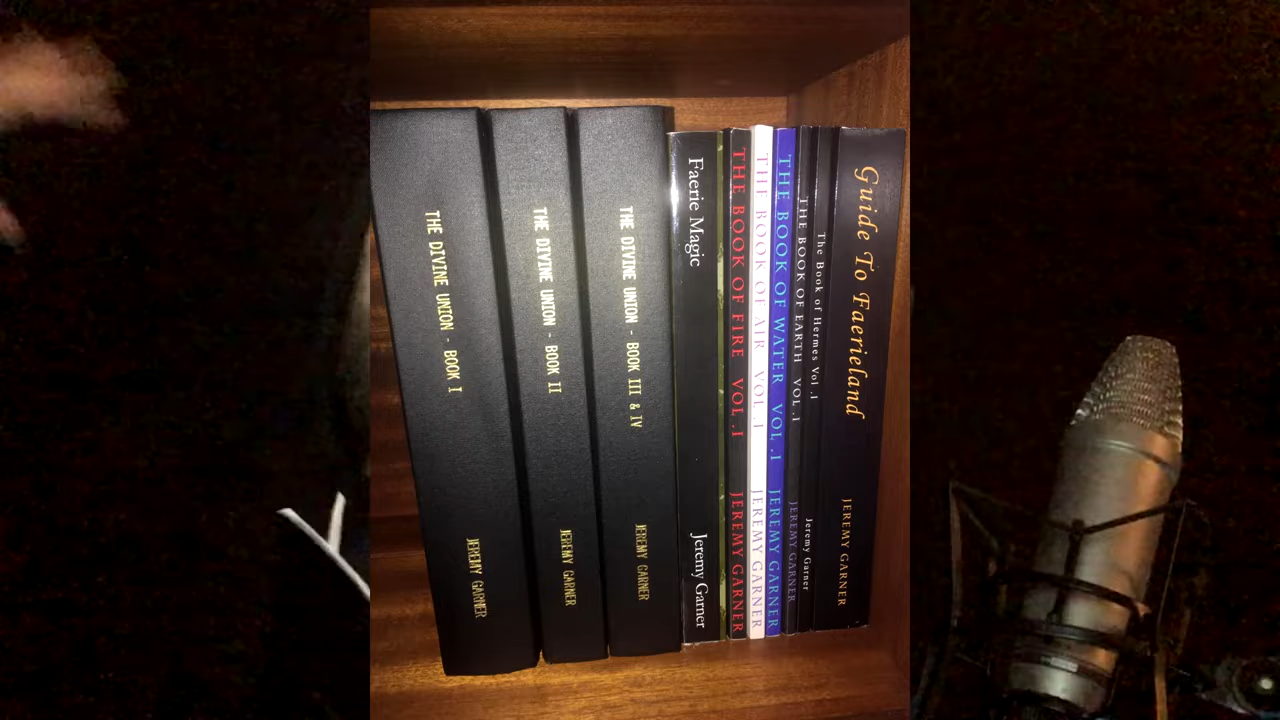 THE DIVINE UNION - BOOK I JEREMY GARNER
THE DIVINE UNION - BOOK II JEREMY GARNER
THE DIVINE UNION - BOOK III & IV JEREMY GARNER
Faerie Magic Jeremy Garner
THE BOOK OF FIRE VOL .I JEREMY GARNER
THE BOOK OF AIR VOL .I JEREMY GARNER
THE BOOK OF WATER VOL .I JEREMY GARNER
THE BOOK OF EARTH VOL .I JEREMY GARNER
The Book of Hermes Vol .I Jeremy Garner
Guide To Faerieland JEREMY GARNER